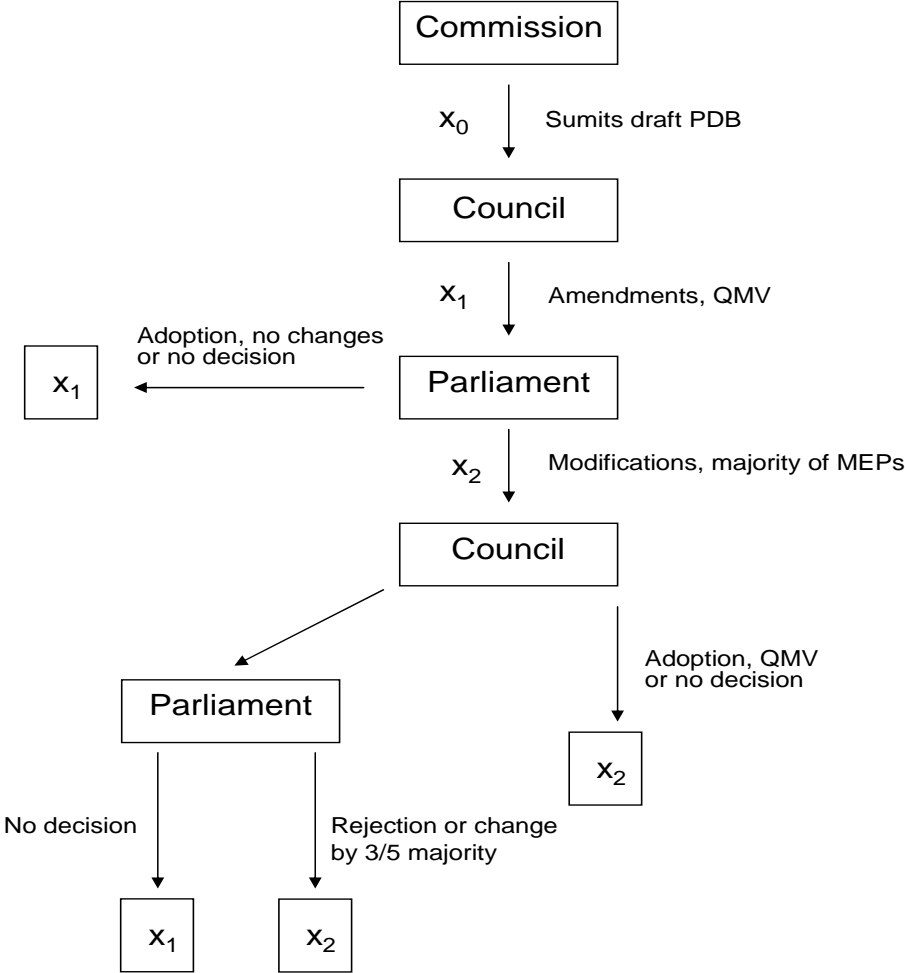 Commission
x0
Sumits draft PDB
Council
x1
Amendments, QMV
Adoption, no changes
or no decision
x1
Parliament
x2
Modifications, majority of MEPs
Council
Adoption, QMV
or no decision
Parliament
x2
No decision
Rejection or change
by 3/5 majority
x1
x2